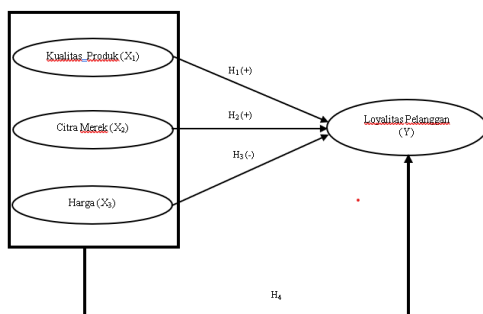 Kualitas Produk (X₁)
H₁ (+)
Citra Merek (X₂)
H₂ (+)
Loyalitas Pelanggan
(Y)
H₃ (-)
Harga (X₃)
H₄